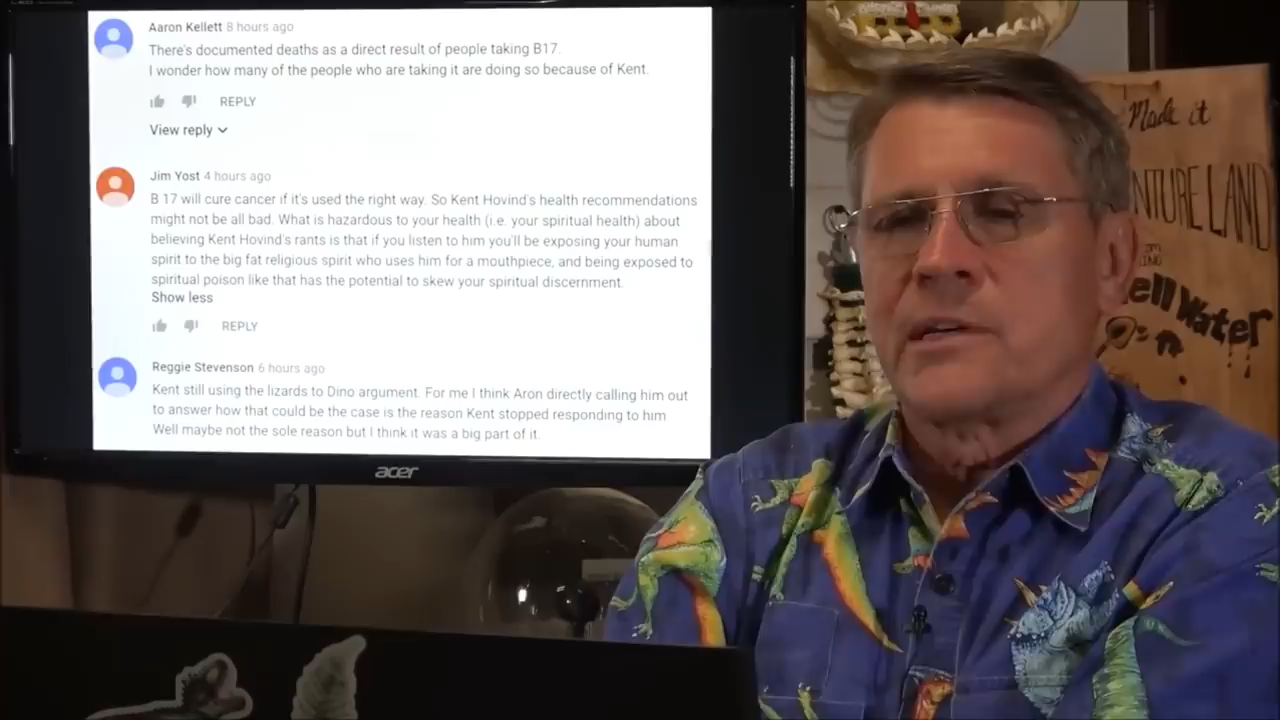 Aaron Kellett 8 hours ago
There's documented deaths as a direct result of people taking B17.
I wonder how many of the people who are taking it are doing so because of Kent.
REPLY
View reply
Jim Yost 4 hours ago
B 17 will cure cancer if it's used the right way. So Kent Hovind's health recommendations
might not be all bad. What is hazardous to your health (i.e. your spiritual health) about
believing Kent Hovind's rants is that if you listen to him you'll be exposing your human
spirit to the big fat religious spirit who uses him for a mouthpiece, and being exposed to
spiritual poison like that has the potential to skew your spiritual discernment.
Show less
REPLY
Reggie Stevenson 6 hours ago
Kent still using the lizards to Dino argument. For me I think Aron directly calling him out
to answer how that could be the case is the reason Kent stopped responding to him
Well maybe not the sole reason but I think it was a big part of it.
acer
Made it
NTURE LAND
ell Water